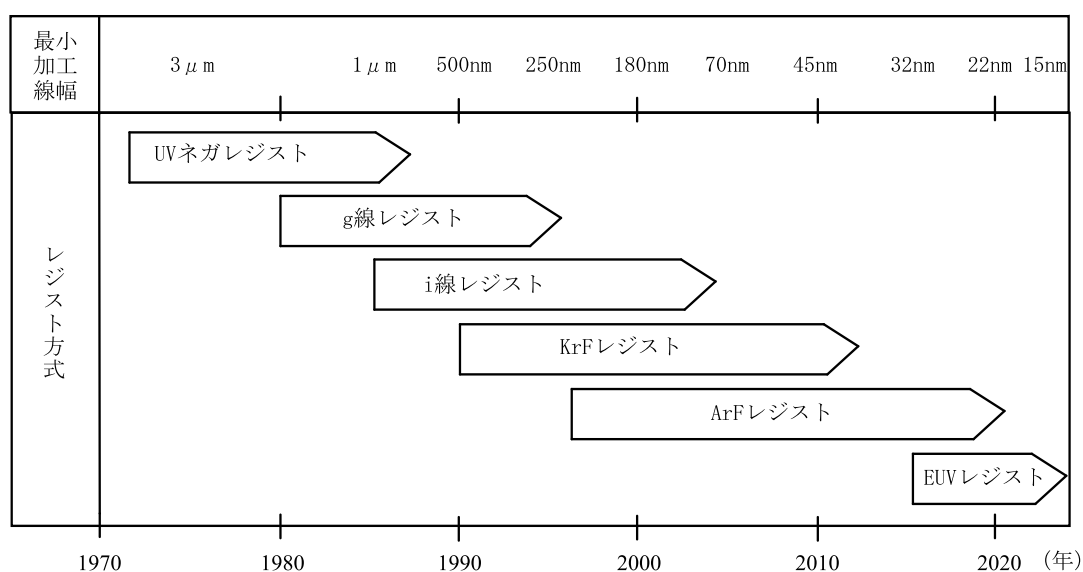 最小
加工
線幅
3μm 1μm 500nm 250nm 180nm 70nm 45nm 32nm 22nm 15nm
レジスト方式
UVネガレジスト
g線レジスト
i線レジスト
KrFレジスト
ArFレジスト
EUVレジスト
1970 1980 1990 2000 2010 2020 (年)